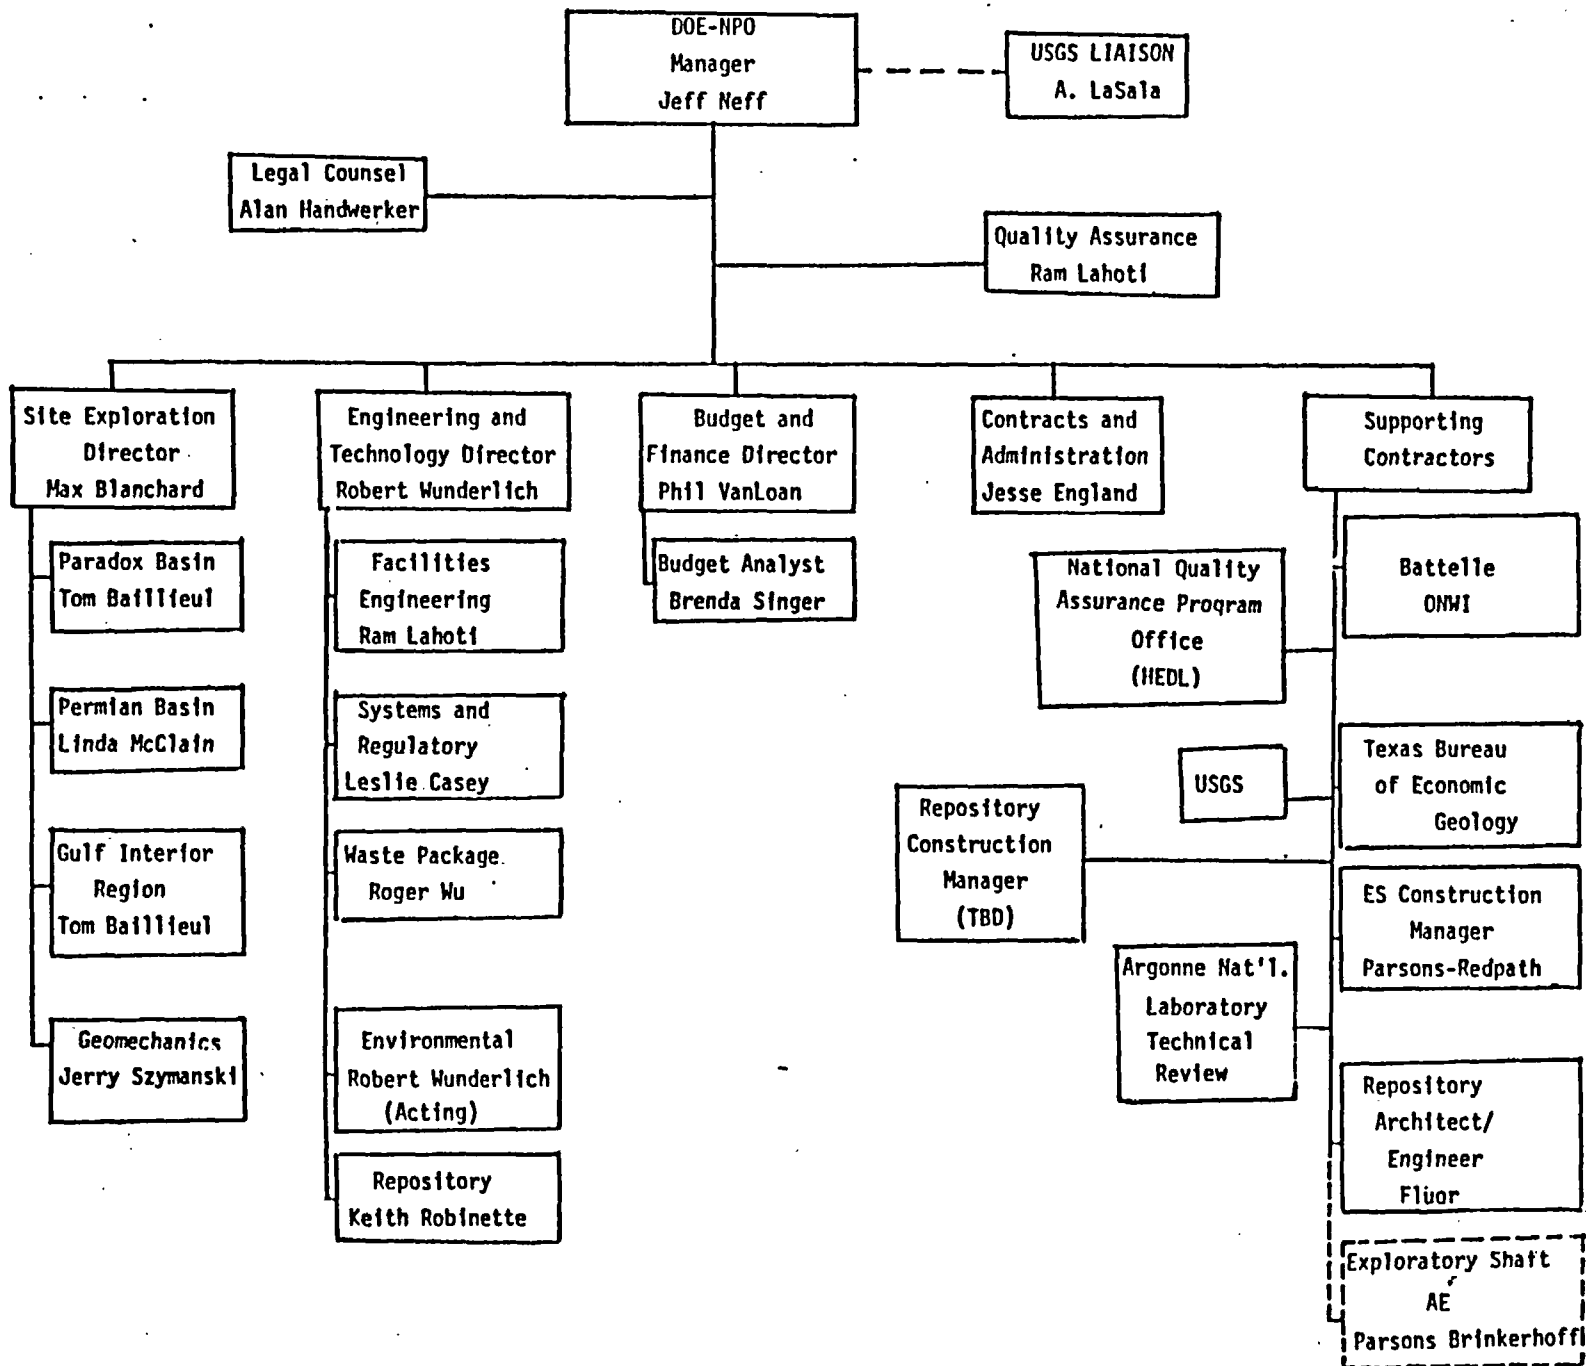 DOE-NPO
Manager
Jeff Neff
USGS LIAISON
A. LaSala
Legal Counsel
Alan Handwerker
Quality Assurance
Ram Lahoti
Site Exploration
Director
Max Blanchard
Engineering and
Technology Director
Robert Wunderlich
Budget and
Finance Director
Phil VanLoan
Contracts and
Administration
Jesse England
Supporting
Contractors
Paradox Basin
Tom Baillieul
Permian Basin
Linda McClain
Gulf Interior
Region
Tom Baillieul
Geomechanics
Jerry Szymanski
Facilities
Engineering
Ram Lahoti
Systems and
Regulatory
Leslie Casey
Waste Package
Roger Wu
Environmental
Robert Wunderlich
(Acting)
Repository
Keith Robinette
Budget Analyst
Brenda Singer
National Quality
Assurance Program
Office
(HEDL)
Battelle
ONWI
USGS
Texas Bureau
of Economic
Geology
Repository
Construction
Manager
(TBD)
ES Construction
Manager
Parsons-Redpath
Argonne Nat'l.
Laboratory
Technical
Review
Repository
Architect/
Engineer
Fluor
Exploratory Shaft
AE
Parsons Brinkerhoff